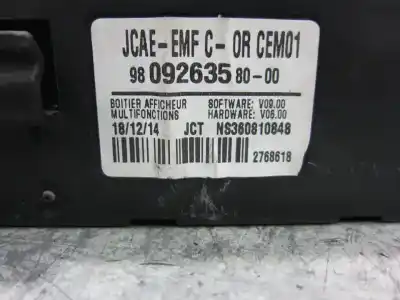 JCAE-EMF C- OR CEM01
98 092635 80-00
BOITIER AFFICHEUR SOFTWARE: V09.00
MULTIFONCTIONS HARDWARE: V06.00
18/12/14 JCT NS360810848
2768618